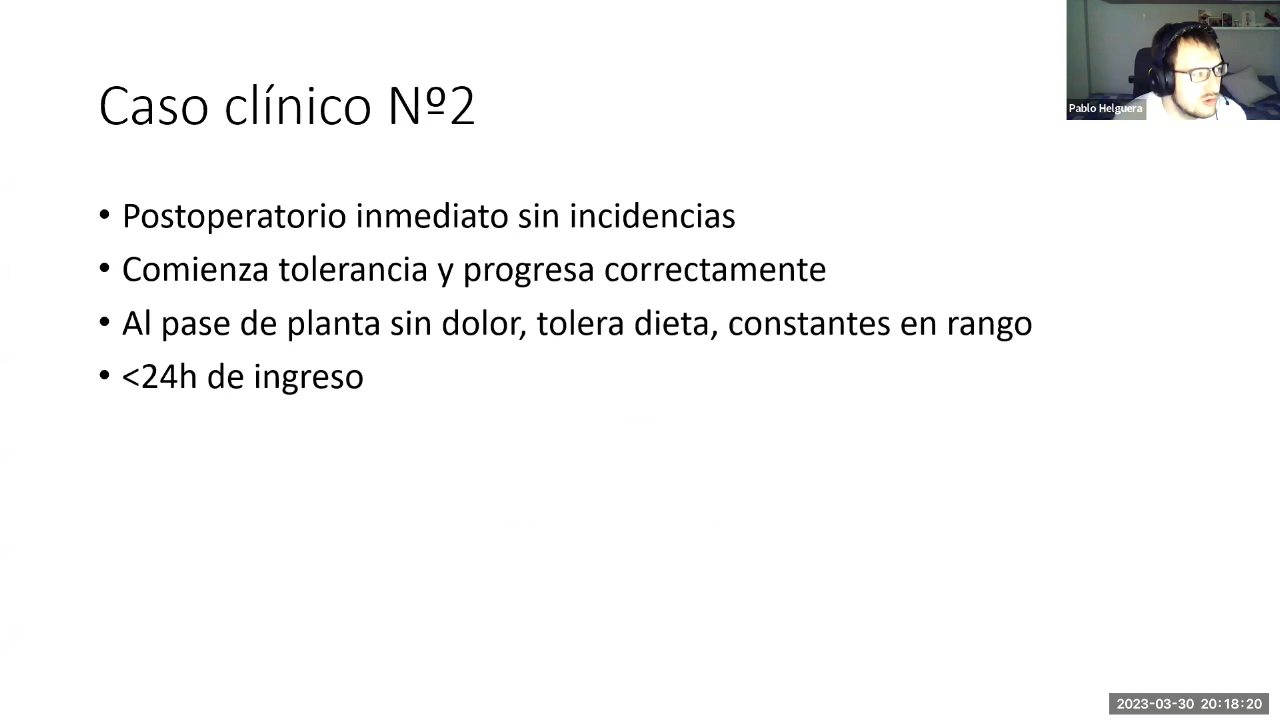 Caso clínico Nº2
Pablo Helguera
• Postoperatorio inmediato sin incidencias
• Comienza tolerancia y progresa correctamente
• Al pase de planta sin dolor, tolera dieta, constantes en rango
• <24h de ingreso
2023-03-30 20:18:20